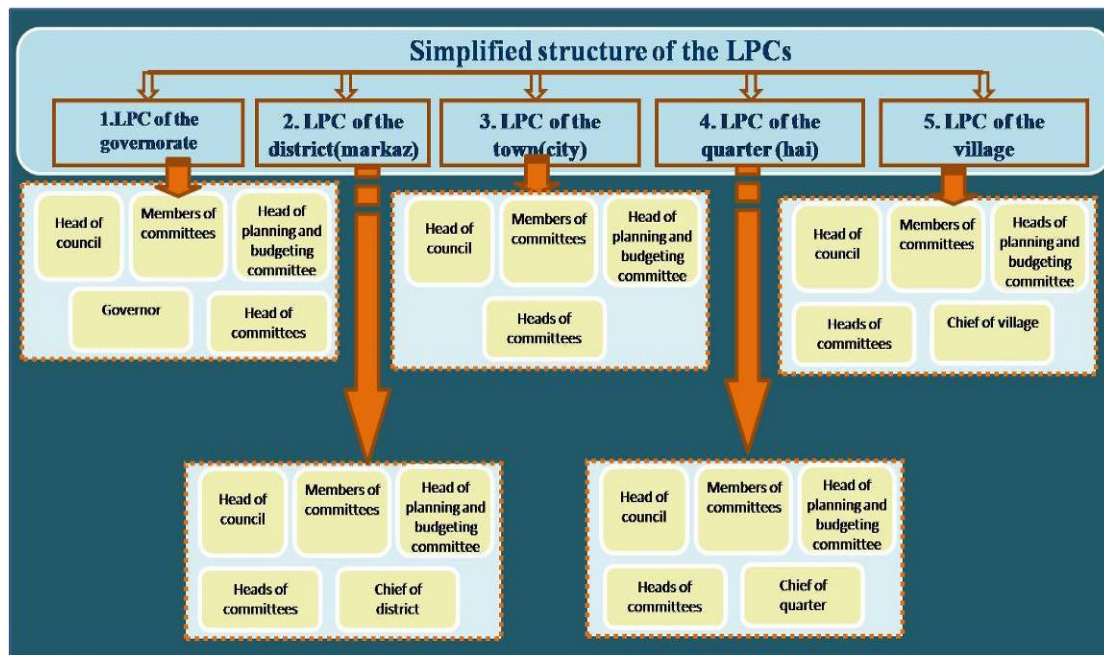 Simplified structure of the LPCs
1.LPC of the
governorate
2. LPC of the
district(markaz)
3. LPC of the
town(city)
4. LPC of the
quarter (hai)
5. LPC of the
village
Head of
council
Members of
committees
Head of
planning and
budgeting
committee
Governor
Head of
committees
Head of
council
Members of
committees
Head of
planning and
budgeting
committee
Heads of
committees
Head of
council
Members of
committees
Heads of
planning and
budgeting
committee
Heads of
committees
Chief of village
Head of
council
Members of
committees
Head of
planning and
budgeting
committee
Heads of
committees
Chief of
district
Head of
council
Members of
committees
Head of
planning and
budgeting
committee
Heads of
committees
Chief of
quarter